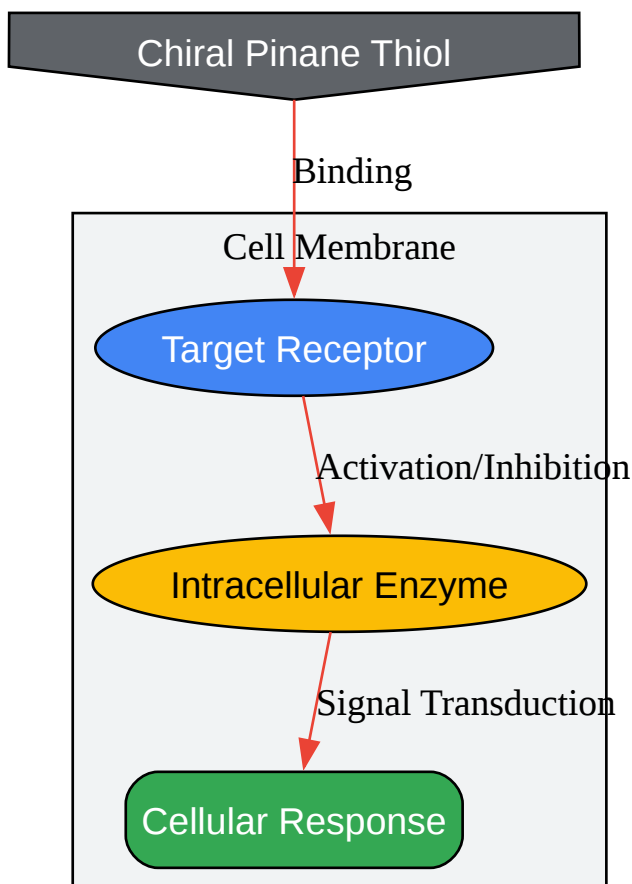 Chiral Pinane Thiol
Binding
Cell Membrane
Target Receptor
Activation/Inhibition
Intracellular Enzyme
Signal Transduction
Cellular Response